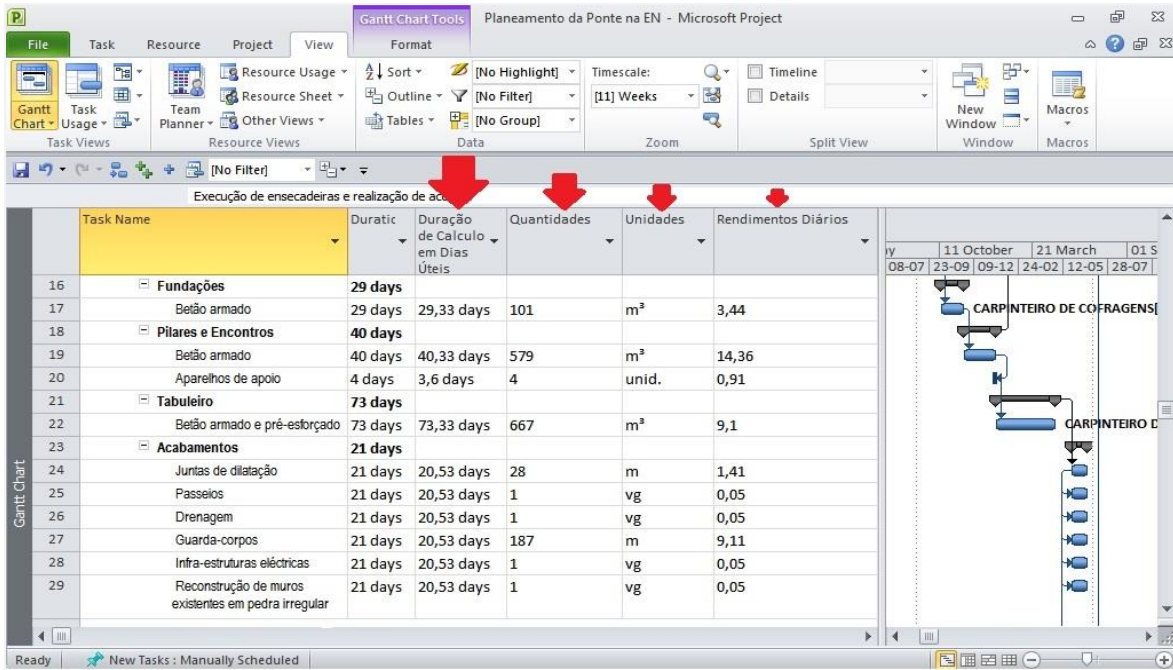 Gantt Chart Tools Planeamento da Ponte na EN - Microsoft Project
File Task Resource Project View Format
Gantt Chart
Task Usage
Team Planner
Resource Usage
Resource Sheet
Other Views
Sort
Outline
Tables
[No Highlight]
[No Filter]
[No Group]
Timescale:
[11] Weeks
Timeline
Details
New Window
Macros
Task Views Resource Views Data Zoom Split View Window Macros
[No Filter]
Execução de ensecadeiras e realização de
Task Name Duratic Duração de Calculo em Dias Úteis Quantidades Unidades Rendimentos Diários
11 October 21 March 01 S
08-07 23-09 09-12 24-02 12-05 28-07
16 Fundações 29 days
17 Betão armado 29 days 29,33 days 101 m³ 3,44 CARPINTEIRO DE COFRAGENS[
18 Pilares e Encontros 40 days
19 Betão armado 40 days 40,33 days 579 m³ 14,36
20 Aparelhos de apoio 4 days 3,6 days 4 unid. 0,91
21 Tabuleiro 73 days
22 Betão armado e pré-esforçado 73 days 73,33 days 667 m³ 9,1 CARPINTEIRO D
23 Acabamentos 21 days
24 Juntas de dilatação 21 days 20,53 days 28 m 1,41
25 Passeios 21 days 20,53 days 1 vg 0,05
26 Drenagem 21 days 20,53 days 1 vg 0,05
27 Guarda-corpos 21 days 20,53 days 187 m 9,11
28 Infra-estruturas eléctricas 21 days 20,53 days 1 vg 0,05
29 Reconstrução de muros existentes em pedra irregular 21 days 20,53 days 1 vg 0,05
Gantt Chart
Ready New Tasks : Manually Scheduled